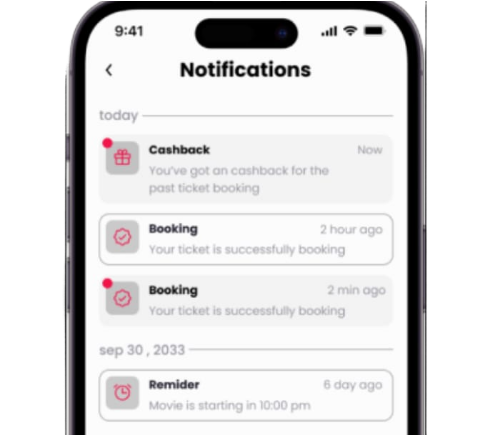 9:41
Notifications
today
Cashback Now
You've got an cashback for the
past ticket booking
Booking 2 hour ago
Your ticket is successfully booking
Booking 2 min ago
Your ticket is successfully booking
sep 30 , 2033
Remider 6 day ago
Movie is starting in 10:00 pm